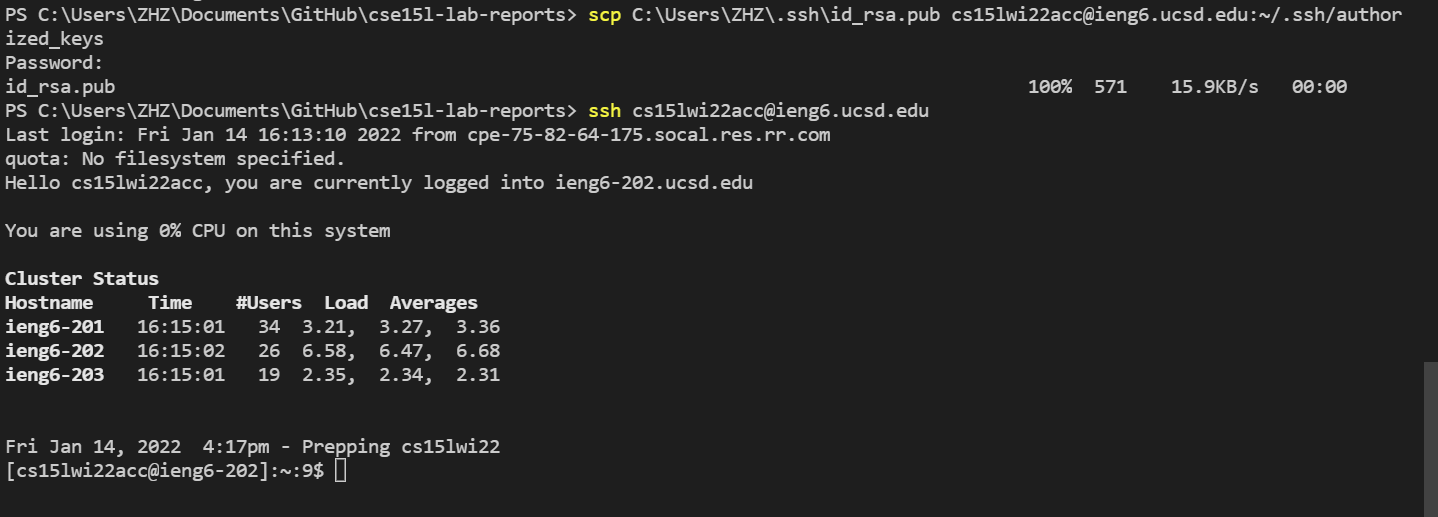 PS C:\Users\ZHZ\Documents\GitHub\cse15l-lab-reports> scp C:\Users\ZHZ\.ssh\id_rsa.pub cs15lwi22acc@ieng6.ucsd.edu:~/.ssh/author
ized_keys
Password:
id_rsa.pub 100% 571 15.9KB/s 00:00
PS C:\Users\ZHZ\Documents\GitHub\cse15l-lab-reports> ssh cs15lwi22acc@ieng6.ucsd.edu
Last login: Fri Jan 14 16:13:10 2022 from cpe-75-82-64-175.socal.res.rr.com
quota: No filesystem specified.
Hello cs15lwi22acc, you are currently logged into ieng6-202.ucsd.edu
You are using 0% CPU on this system
Cluster Status
Hostname Time #Users Load Averages
ieng6-201 16:15:01 34 3.21, 3.27, 3.36
ieng6-202 16:15:02 26 6.58, 6.47, 6.68
ieng6-203 16:15:01 19 2.35, 2.34, 2.31
Fri Jan 14, 2022 4:17pm - Prepping cs15lwi22
[cs15lwi22acc@ieng6-202]:~:9$